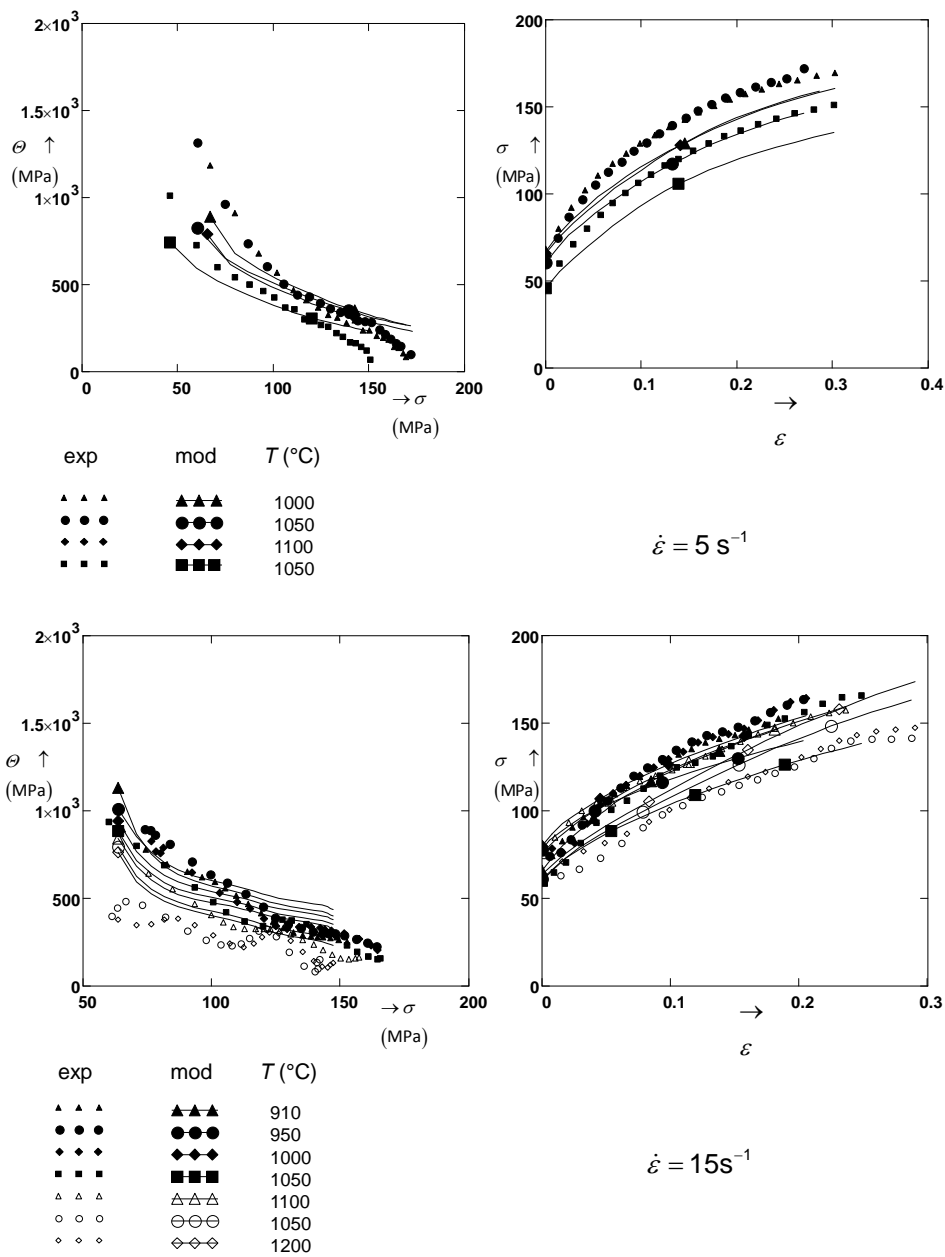 2×10³ 200
1.5×10³ 150
Θ ↑ σ ↑
(MPa) (MPa)
1×10³ 100
500 50
0 0
0 50 100 150 200 0 0.1 0.2 0.3 0.4
→ σ →
(MPa) ε
exp mod T (°C)
1000
1050
1100
1050
ε̇ = 5 s⁻¹
2×10³ 200
1.5×10³ 150
Θ ↑ σ ↑
(MPa) (MPa)
1×10³ 100
500 50
0 0
50 100 150 200 0 0.1 0.2 0.3
→ σ →
(MPa) ε
exp mod T (°C)
910
950
1000
1050
1100
1050
1200
ε̇ = 15s⁻¹